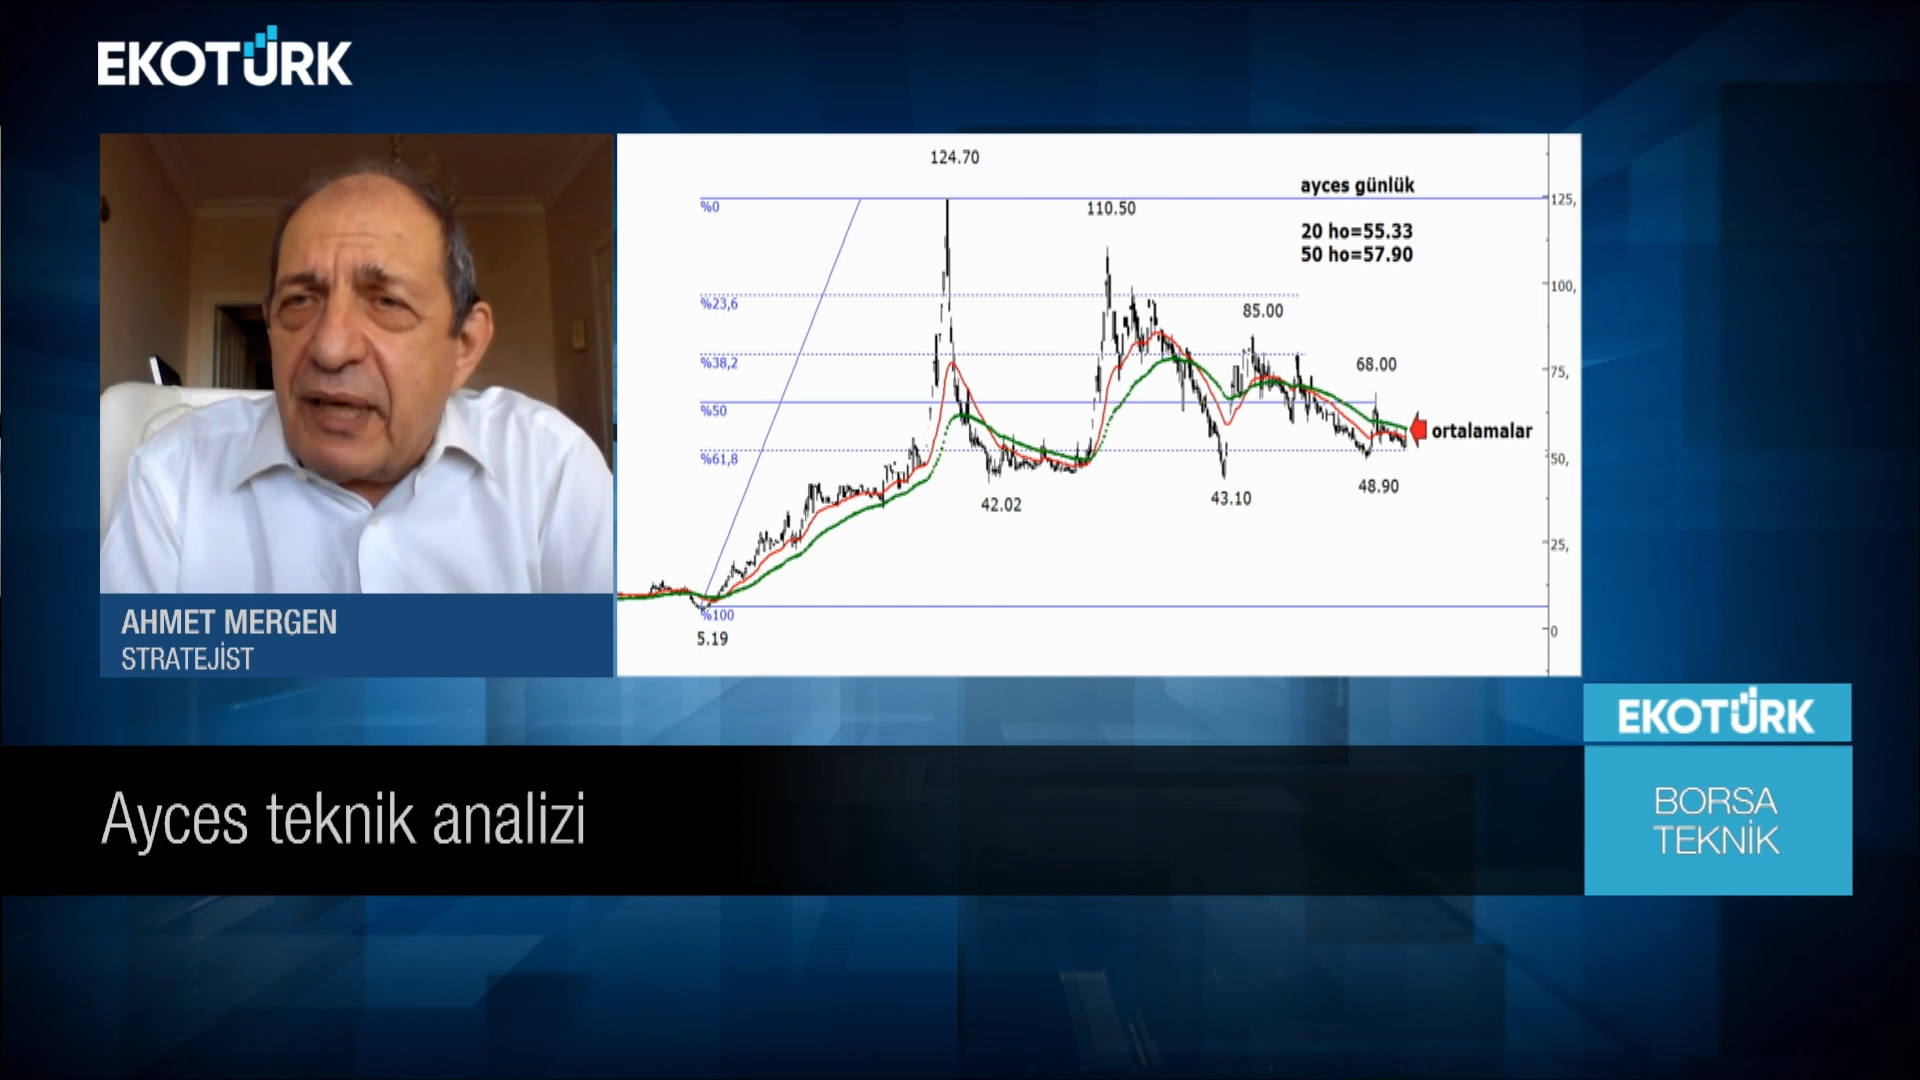 EKOTÜRK
124.70
ayces günlük
125,
%0
110.50
20 ho=55.33
50 ho=57.90
100,
%23,6
85.00
%38,2
68.00
75,
%50
ortalamalar
%61,8
50,
48.90
43.10
42.02
25,
%100
0
5.19
AHMET MERGEN
STRATEJİST
EKOTÜRK
Ayces teknik analizi
BORSA
TEKNİK